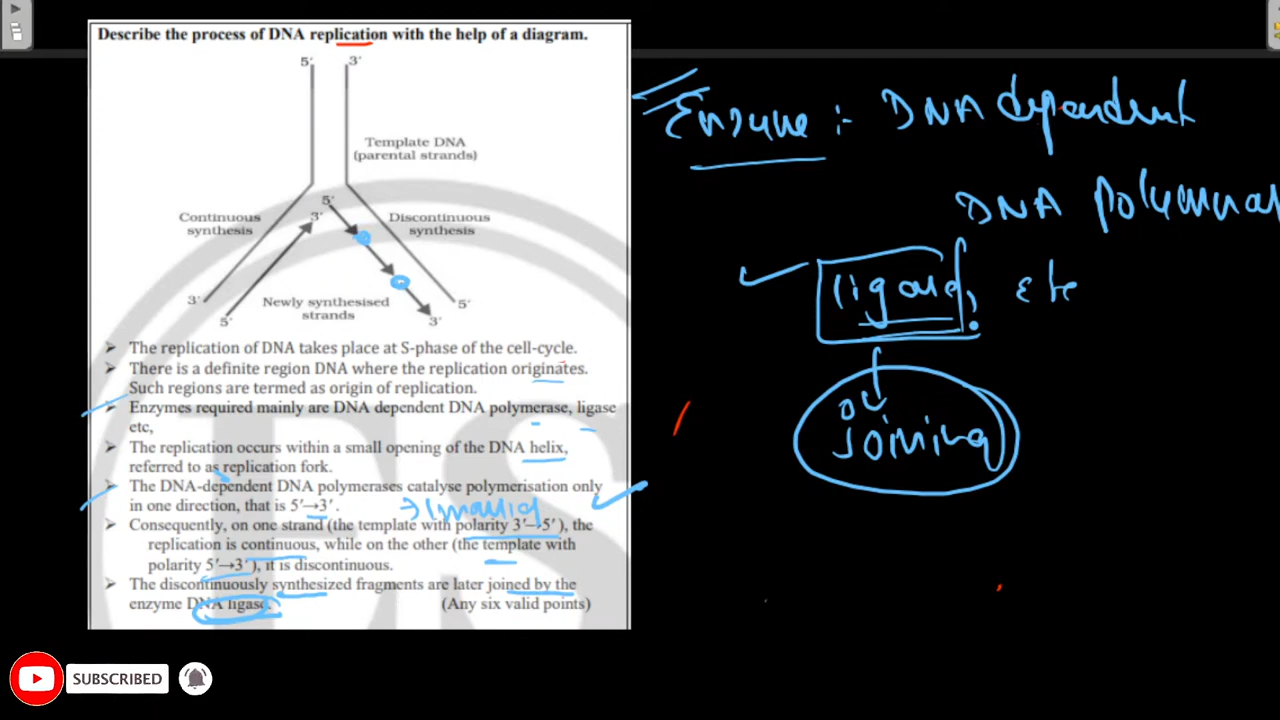 Describe the process of DNA replication with the help of a diagram.
5′ 3′
Template DNA
(parental strands)
5′
3′
Continuous
synthesis
Discontinuous
synthesis
3′
5′
Newly synthesised
strands
5′
3′
➤ The replication of DNA takes place at S-phase of the cell-cycle.
➤ There is a definite region DNA where the replication originates.
Such regions are termed as origin of replication.
➤ Enzymes required mainly are DNA dependent DNA polymerase, ligase
etc,
➤ The replication occurs within a small opening of the DNA helix,
referred to as replication fork.
➤ The DNA-dependent DNA polymerases catalyse polymerisation only
in one direction, that is 5′→3′.
➤ Consequently, on one strand (the template with polarity 3′→5′), the
replication is continuous, while on the other (the template with
polarity 5′→3′), it is discontinuous.
➤ The discontinuously synthesized fragments are later joined by the
enzyme DNA ligase. (Any six valid points)
Enzyme :- DNA dependent
DNA
ligase, etc
Joining
SUBSCRIBED